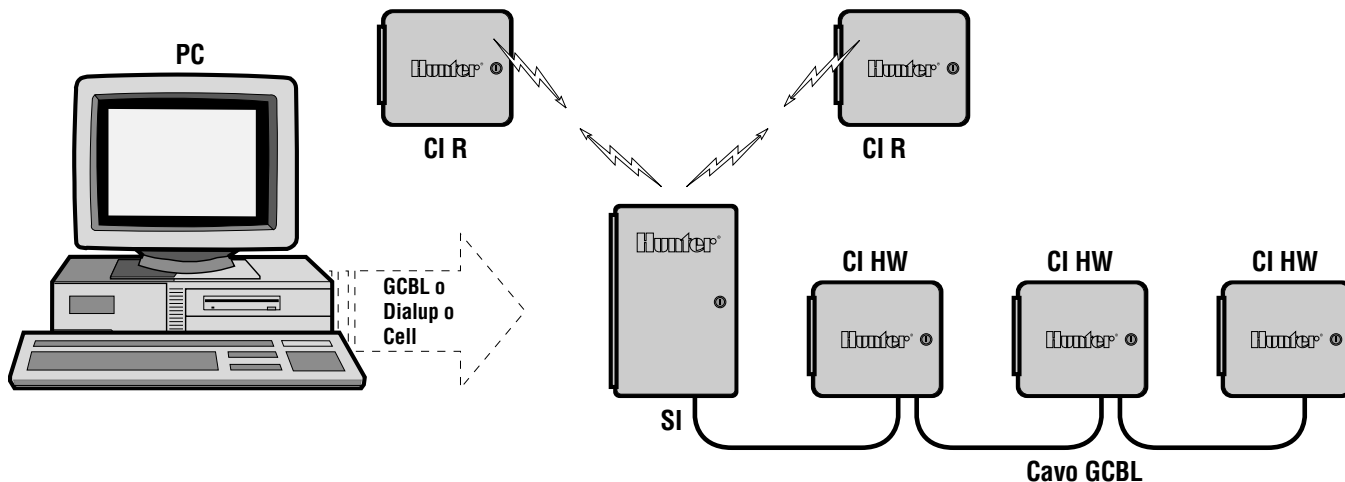 PC
Hunter®
CI R
Hunter®
CI R
GCBL o
Dialup o
Cell
Hunter®
SI
CI HW
Hunter®
CI HW
Hunter®
CI HW
Hunter®
Cavo GCBL